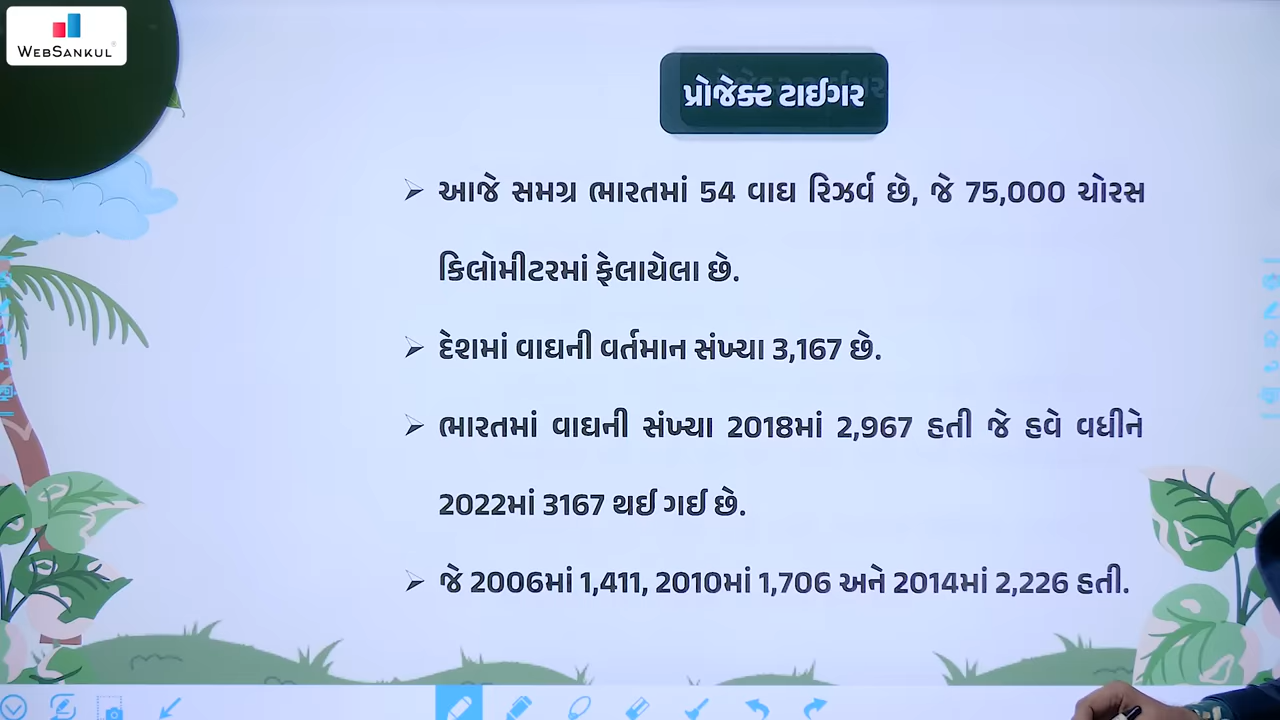 WEBSANKUL
પ્રોજેક્ટ ટાઈગર
➢ આજે સમગ્ર ભારતમાં 54 વાઘ રિઝર્વ છે, જે 75,000 ચોરસ
કિલોમીટરમાં ફેલાયેલા છે.
➢ દેશમાં વાઘની વર્તમાન સંખ્યા 3,167 છે.
➢ ભારતમાં વાઘની સંખ્યા 2018માં 2,967 હતી જે હવે વધીને
2022માં 3167 થઈ ગઈ છે.
➢ જે 2006માં 1,411, 2010માં 1,706 અને 2014માં 2,226 હતી.